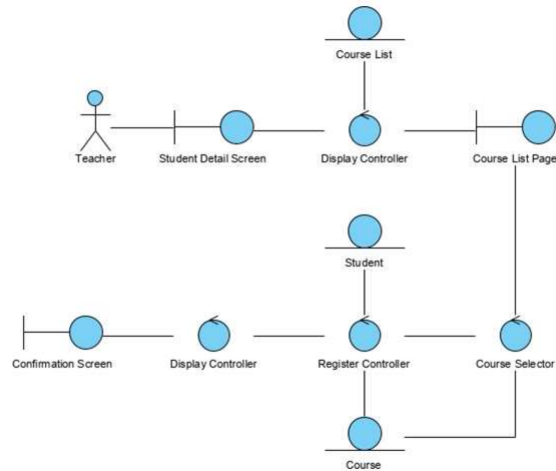 Course List
Teacher
Student Detail Screen
Display Controller
Course List Page
Student
Confirmation Screen
Display Controller
Register Controller
Course Selector
Course